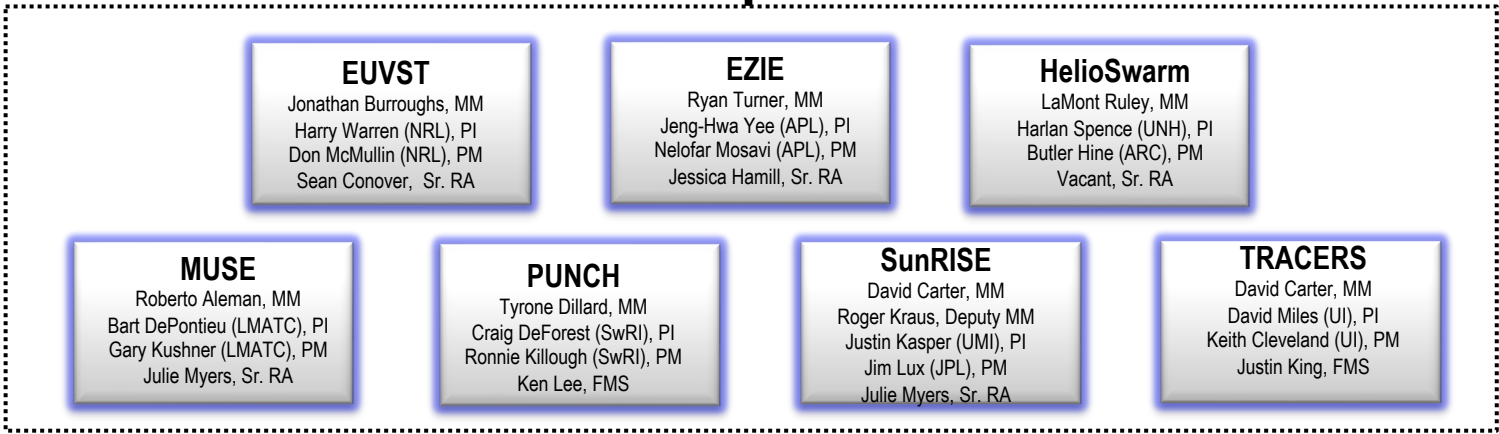 EUVST
Jonathan Burroughs, MM
Harry Warren (NRL), PI
Don McMullin (NRL), PM
Sean Conover, Sr. RA
EZIE
Ryan Turner, MM
Jeng-Hwa Yee (APL), PI
Nelofar Mosavi (APL), PM
Jessica Hamill, Sr. RA
HelioSwarm
LaMont Ruley, MM
Harlan Spence (UNH), PI
Butler Hine (ARC), PM
Vacant, Sr. RA
MUSE
Roberto Aleman, MM
Bart DePontieu (LMATC), PI
Gary Kushner (LMATC), PM
Julie Myers, Sr. RA
PUNCH
Tyrone Dillard, MM
Craig DeForest (SwRI), PI
Ronnie Killough (SwRI), PM
Ken Lee, FMS
SunRISE
David Carter, MM
Roger Kraus, Deputy MM
Justin Kasper (UMI), PI
Jim Lux (JPL), PM
Julie Myers, Sr. RA
TRACERS
David Carter, MM
David Miles (UI), PI
Keith Cleveland (UI), PM
Justin King, FMS